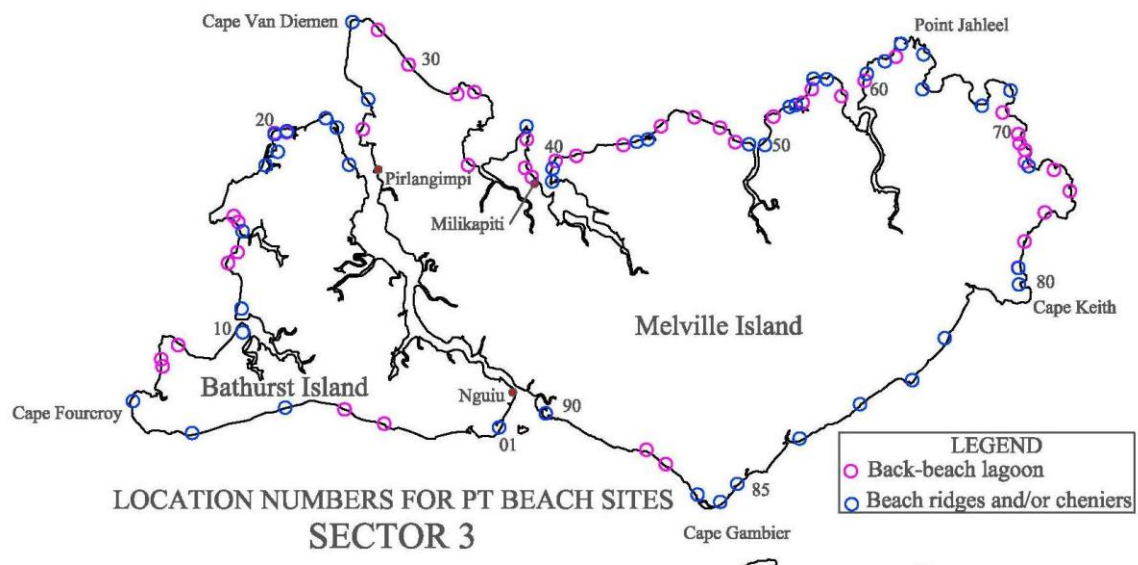 Cape Van Diemen
Point Jahleel
30
60
20
50
70
40
Pirlangimpi
Milikapiti
80
Cape Keith
Melville Island
10
Bathurst Island
Nguiu
90
Cape Fourcroy
01
LEGEND
Back-beach lagoon
Beach ridges and/or cheniers
85
LOCATION NUMBERS FOR PT BEACH SITES
SECTOR 3
Cape Gambier